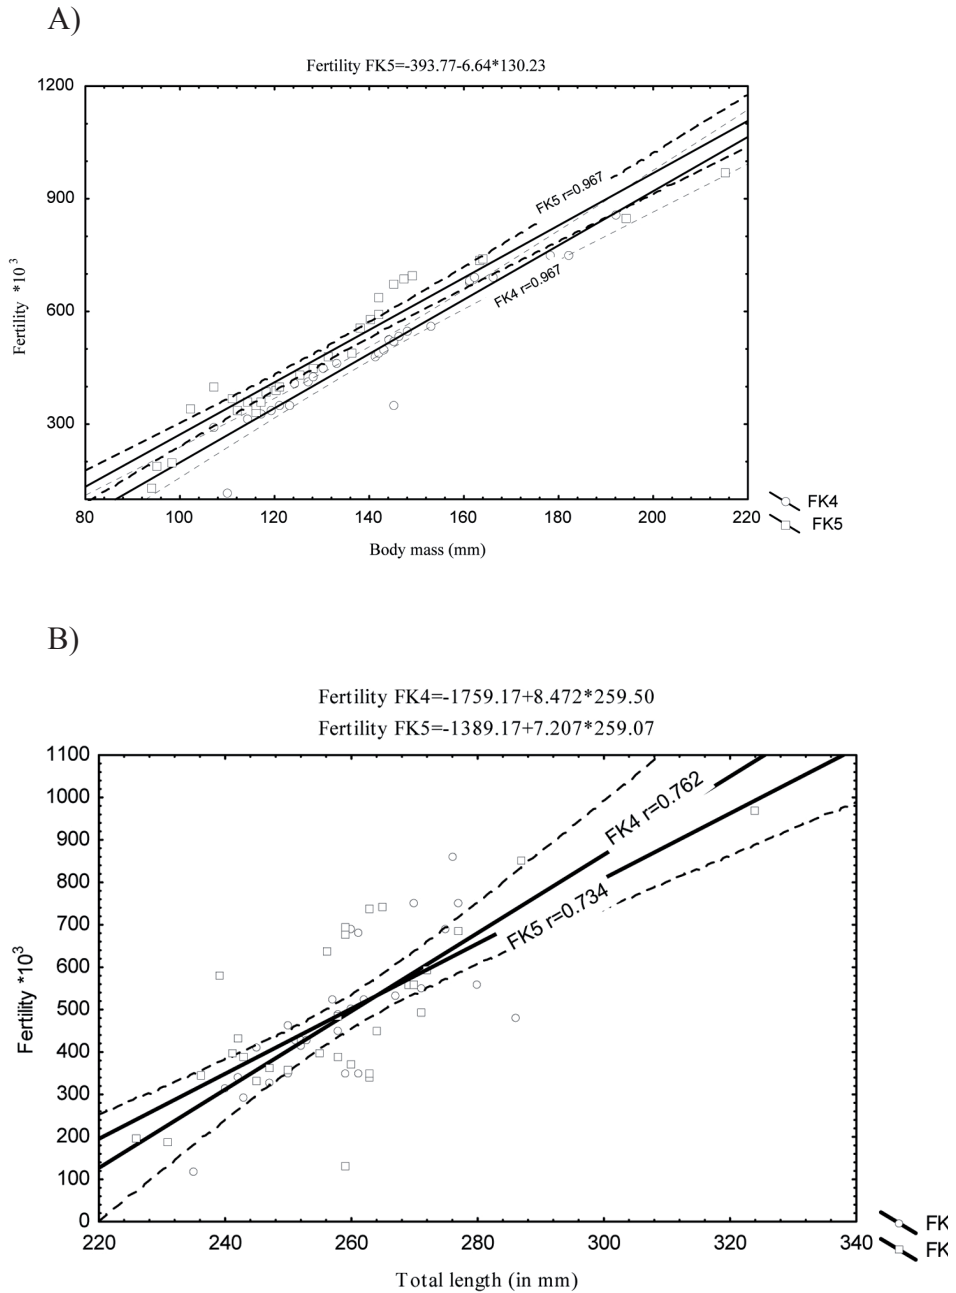 A)
Fertility FK5=-393.77-6.64*130.23
1200
900
600
300
Fertility *10³
FK5 r=0.967
FK4 r=0.967
80 100 120 140 160 180 200 220
Body mass (mm)
FK4
FK5
B)
Fertility FK4=-1759.17+8.472*259.50
Fertility FK5=-1389.17+7.207*259.07
1100
1000
900
800
700
600
500
400
300
200
100
0
Fertility *10³
FK4 r=0.762
FK5 r=0.734
220 240 260 280 300 320 340
Total length (in mm)
FK
FK